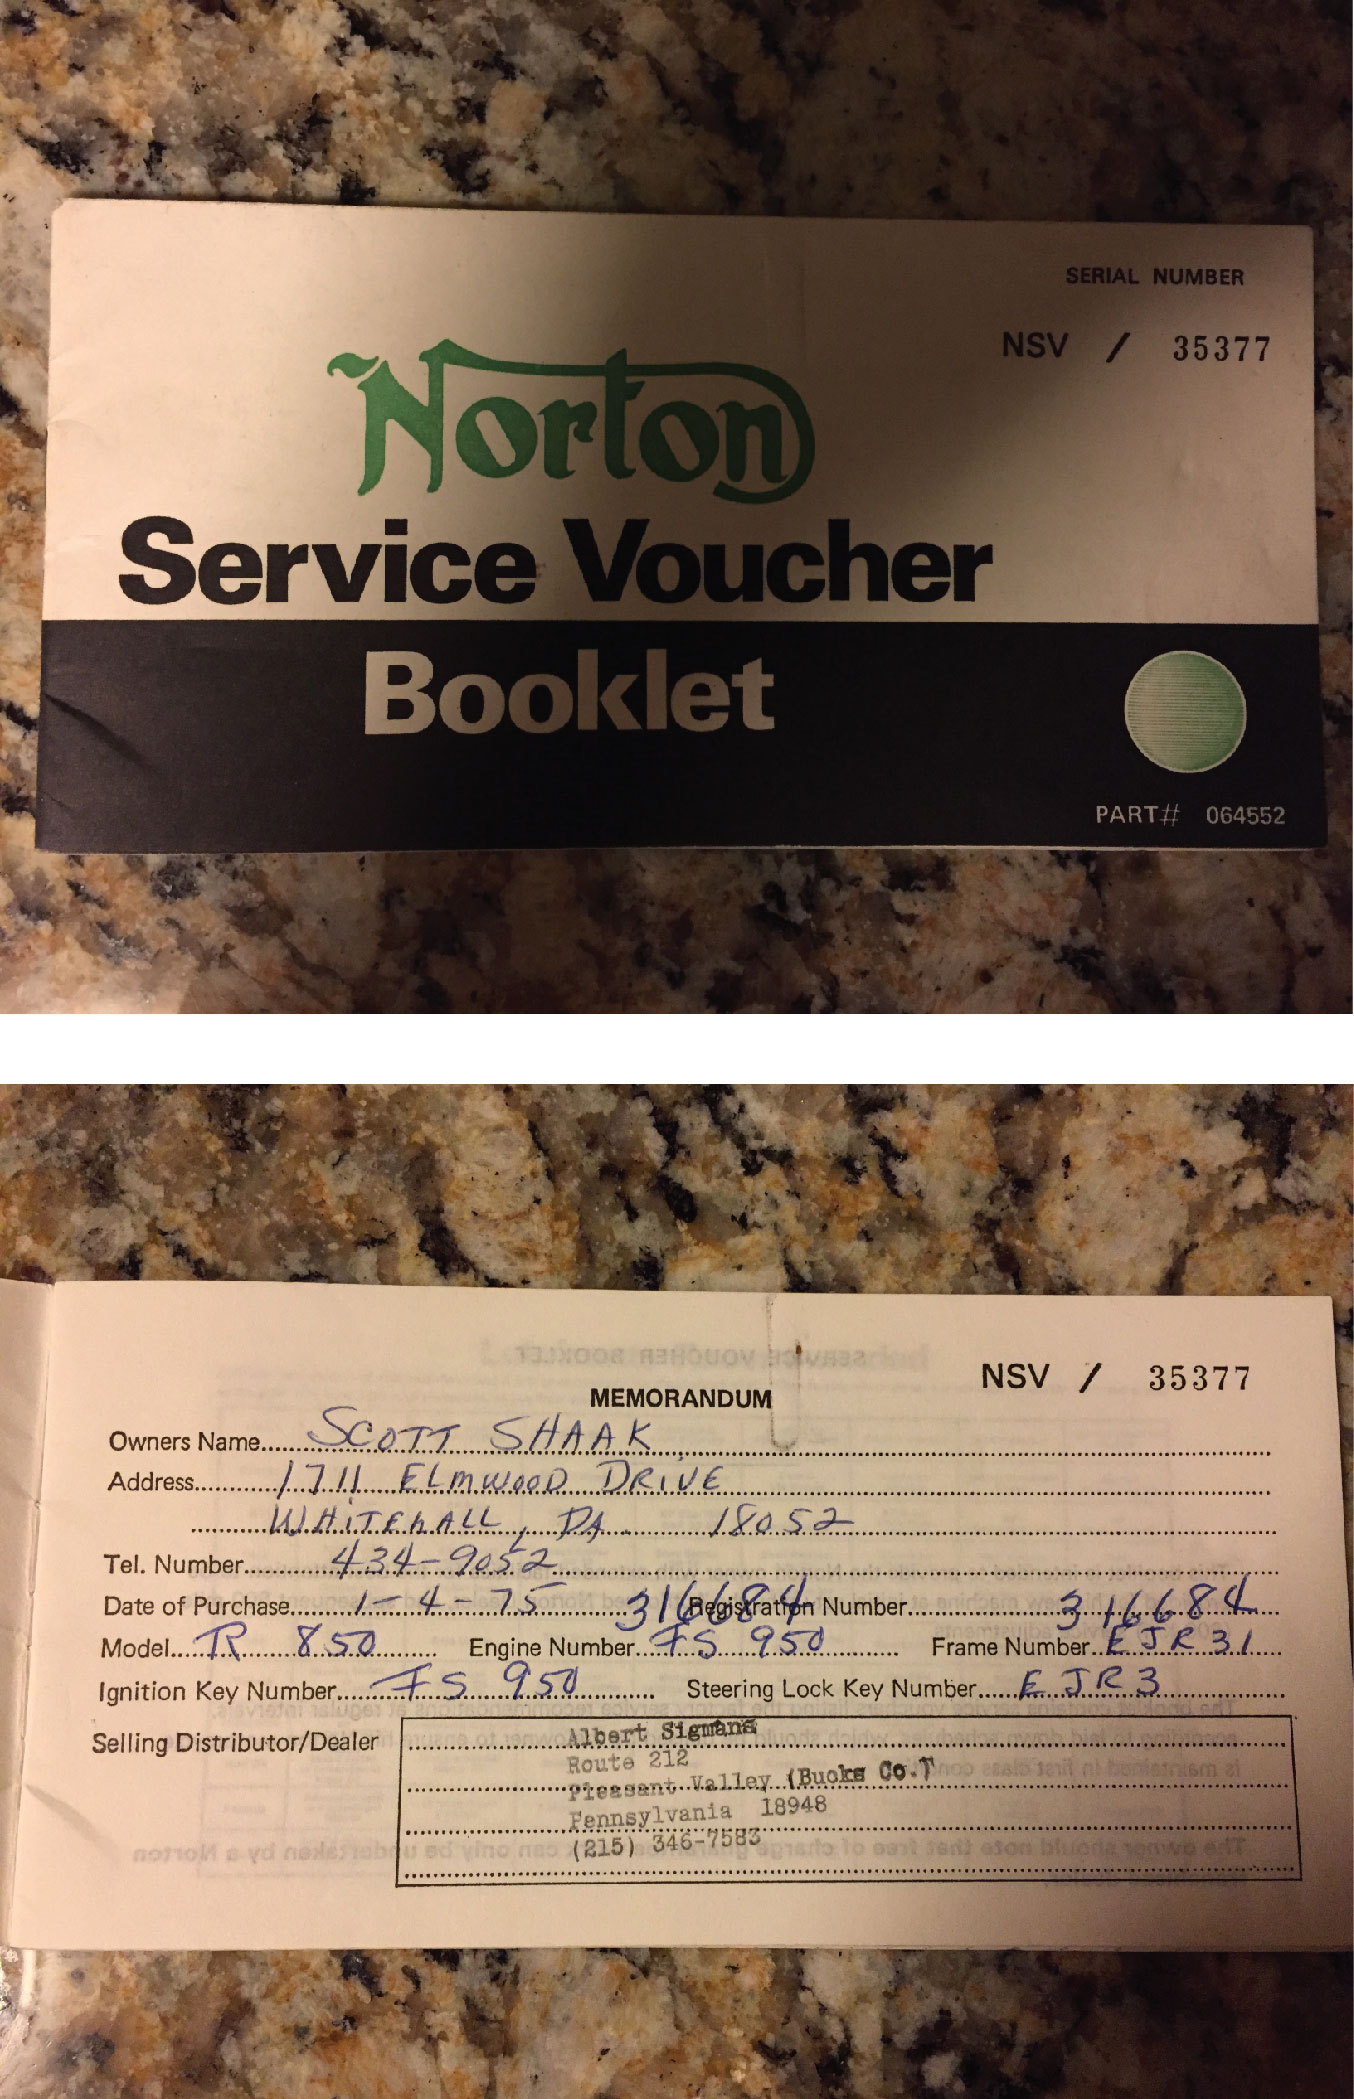 SERIAL NUMBER
NSV / 35377
Norton
Service Voucher
Booklet
PART# 064552
NSV / 35377
MEMORANDUM
Owners Name SCOTT SHAAK
Address 1711 ELMWOOD DRIVE
WHITEHALL, PA. 18052
Tel. Number 434-9052
Date of Purchase 1-4-75 316684 Registration Number 316684
Model TR 850 Engine Number FS 950 Frame Number EJR31
Ignition Key Number FS 950 Steering Lock Key Number EJR3
Selling Distributor/Dealer
Albert Sigmans
Route 212
Pleasant Valley (Bucks Co.)
Pennsylvania 18948
(215) 346-7583